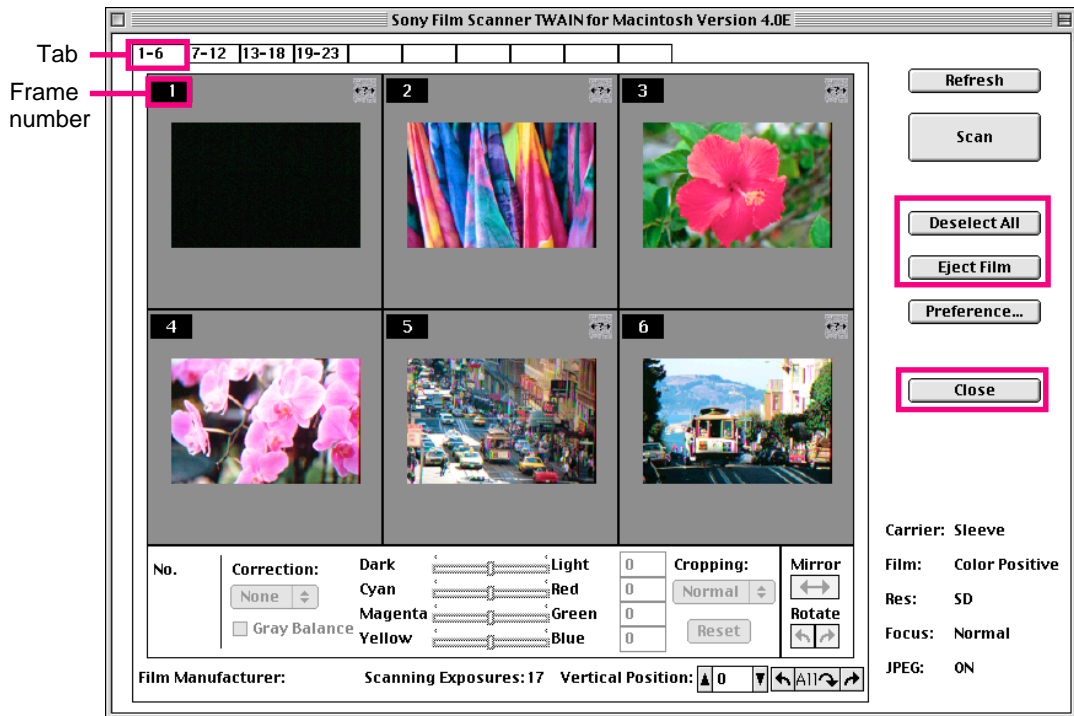 Sony Film Scanner TWAIN for Macintosh Version 4.0E
Tab
1-6 7-12 13-18 19-23
Frame number
1 2 3
4 5 6
Refresh
Scan
Deselect All
Eject Film
Preference...
Close
Carrier: Sleeve
Film: Color Positive
Res: SD
Focus: Normal
JPEG: ON
No.
Correction:
None
Gray Balance
Dark Light 0
Cyan Red 0
Magenta Green 0
Yellow Blue 0
Cropping:
Normal
Reset
Mirror
Rotate
Film Manufacturer: Scanning Exposures: 17 Vertical Position: 0 All